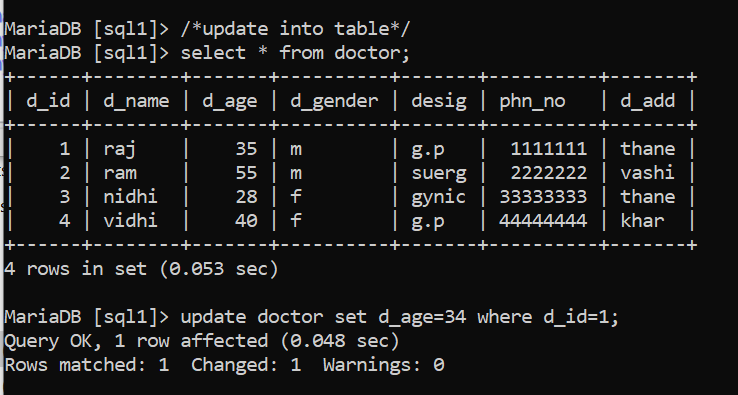 MariaDB [sql1]> /*update into table*/
MariaDB [sql1]> select * from doctor;
+------+--------+-------+----------+-------+----------+-------+
| d_id | d_name | d_age | d_gender | desig | phn_no   | d_add |
+------+--------+-------+----------+-------+----------+-------+
|    1 | raj    |    35 | m        | g.p   |  1111111 | thane |
|    2 | ram    |    55 | m        | suerg |  2222222 | vashi |
|    3 | nidhi  |    28 | f        | gynic | 33333333 | thane |
|    4 | vidhi  |    40 | f        | g.p   | 44444444 | khar  |
+------+--------+-------+----------+-------+----------+-------+
4 rows in set (0.053 sec)
MariaDB [sql1]> update doctor set d_age=34 where d_id=1;
Query OK, 1 row affected (0.048 sec)
Rows matched: 1  Changed: 1  Warnings: 0